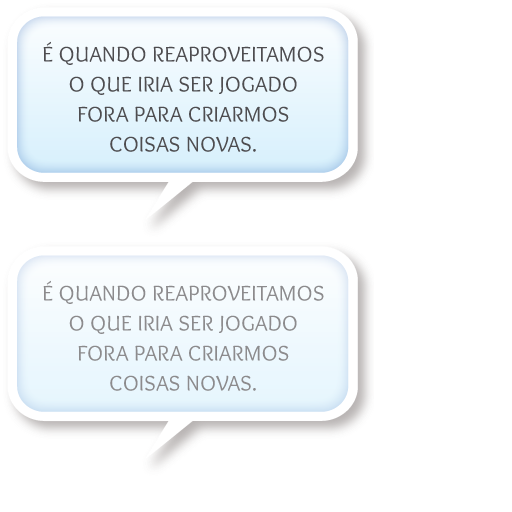 É QUANDO REAPROVEITAMOS
O QUE IRIA SER JOGADO
FORA PARA CRIARMOS
COISAS NOVAS.
É QUANDO REAPROVEITAMOS
O QUE IRIA SER JOGADO
FORA PARA CRIARMOS
COISAS NOVAS.